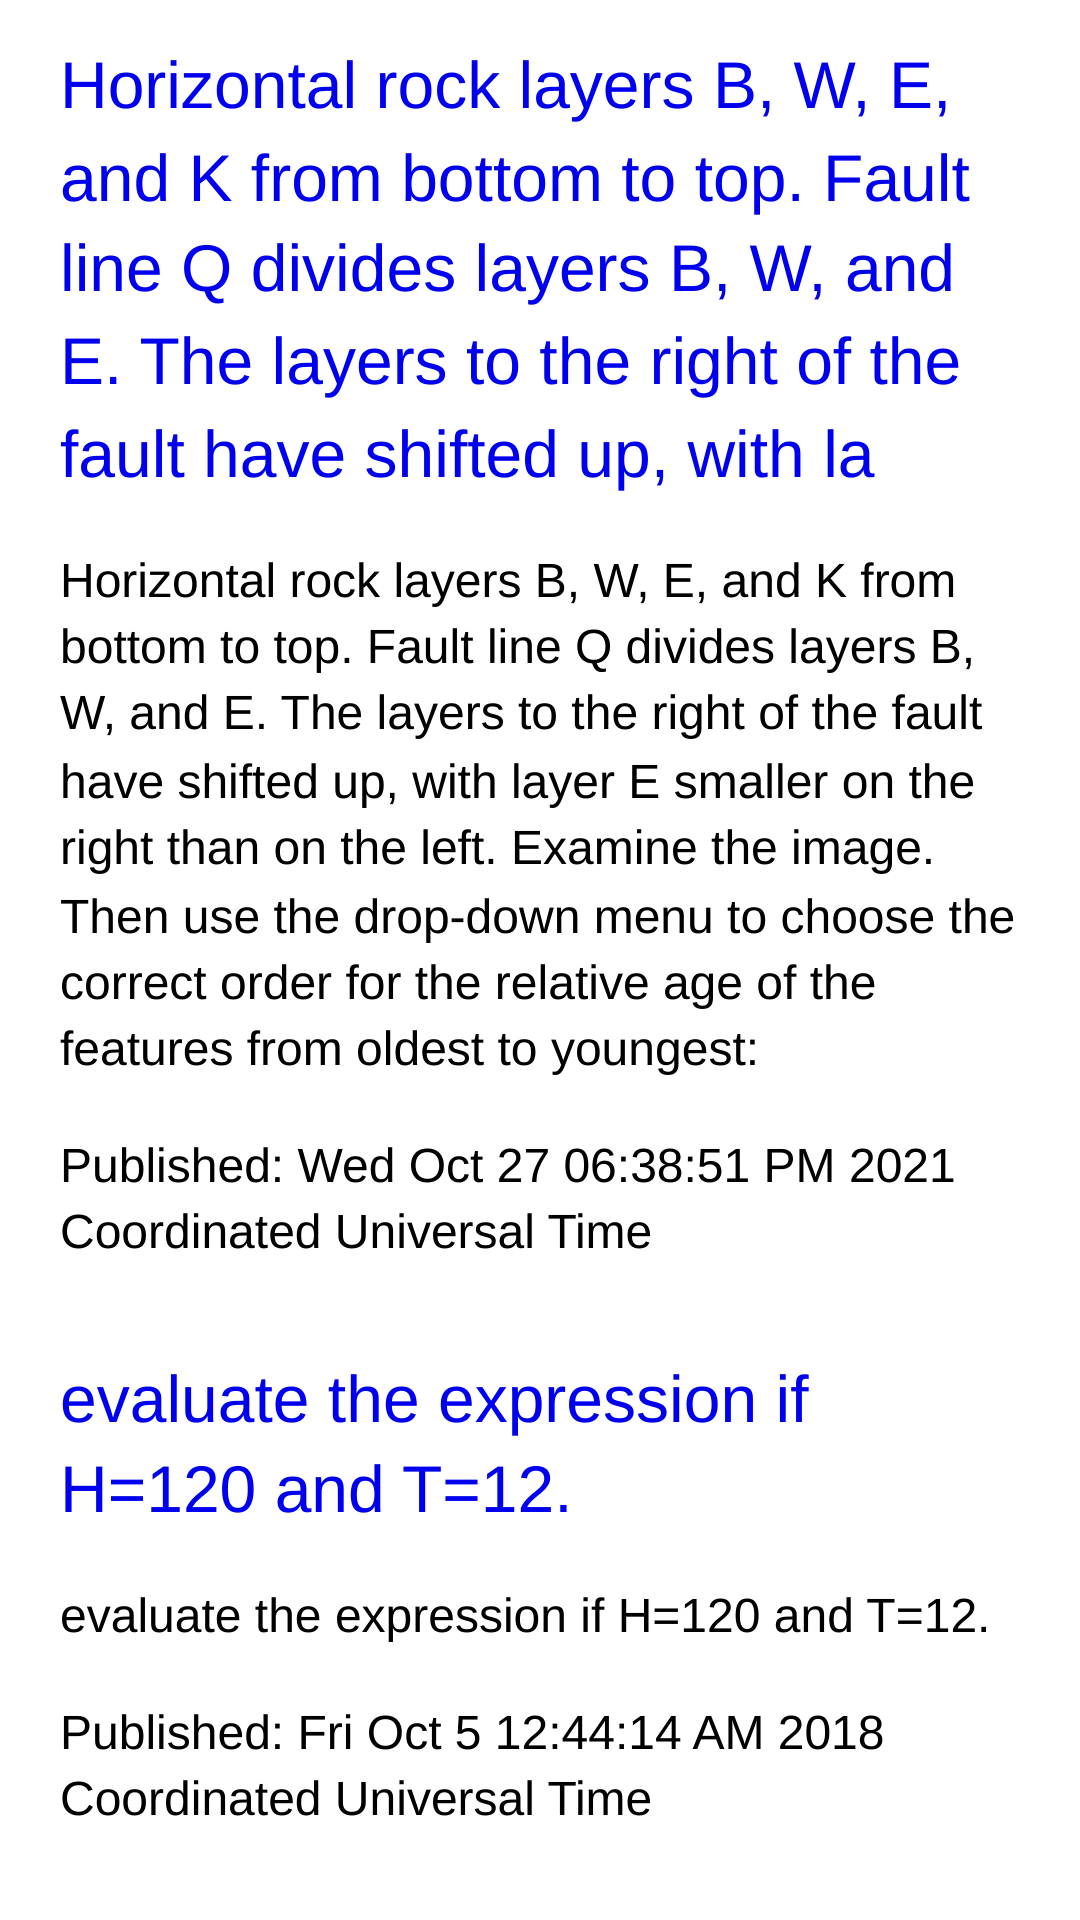 Horizontal rock layers B, W, E,
and K from bottom to top. Fault
line Q divides layers B, W, and
E. The layers to the right of the
fault have shifted up, with la
Horizontal rock layers B, W, E, and K from
bottom to top. Fault line Q divides layers B,
W, and E. The layers to the right of the fault
have shifted up, with layer E smaller on the
right than on the left. Examine the image.
Then use the drop-down menu to choose the
correct order for the relative age of the
features from oldest to youngest:
Published: Wed Oct 27 06:38:51 PM 2021
Coordinated Universal Time
evaluate the expression if
H=120 and T=12.
evaluate the expression if H=120 and T=12.
Published: Fri Oct 5 12:44:14 AM 2018
Coordinated Universal Time